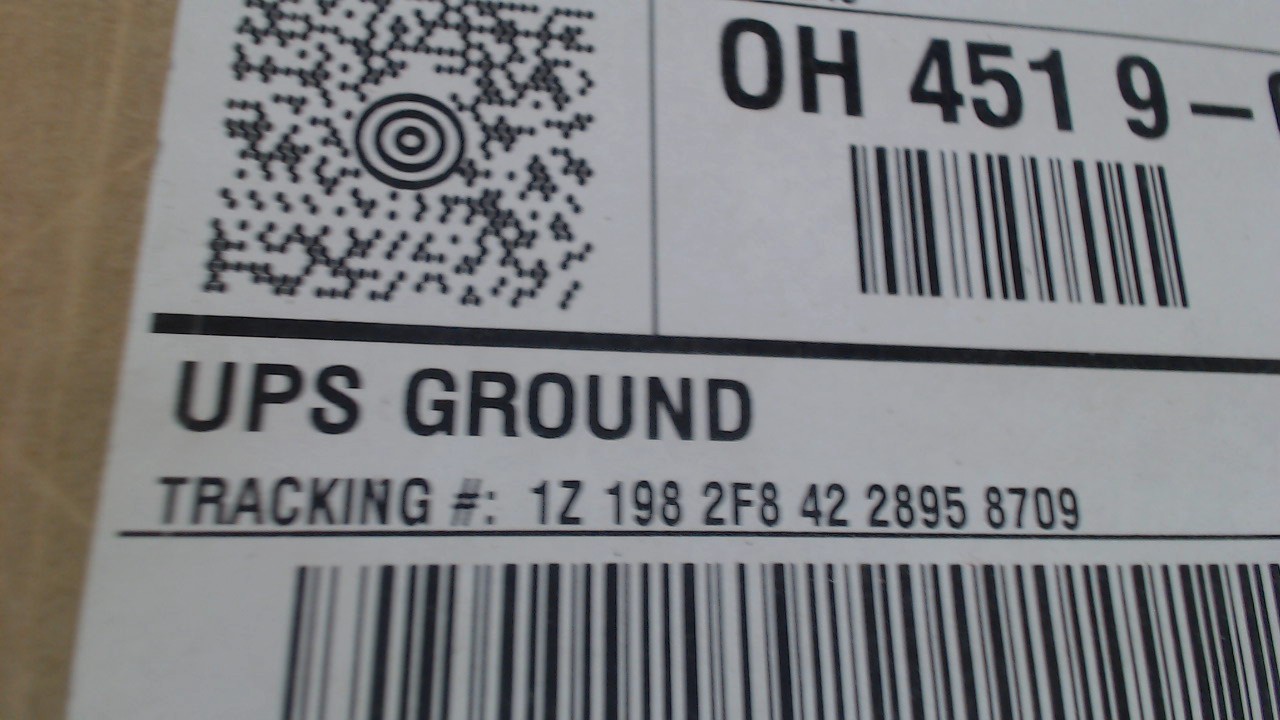 OH 451 9-
UPS GROUND
TRACKING #: 1Z 198 2F8 42 2895 8709